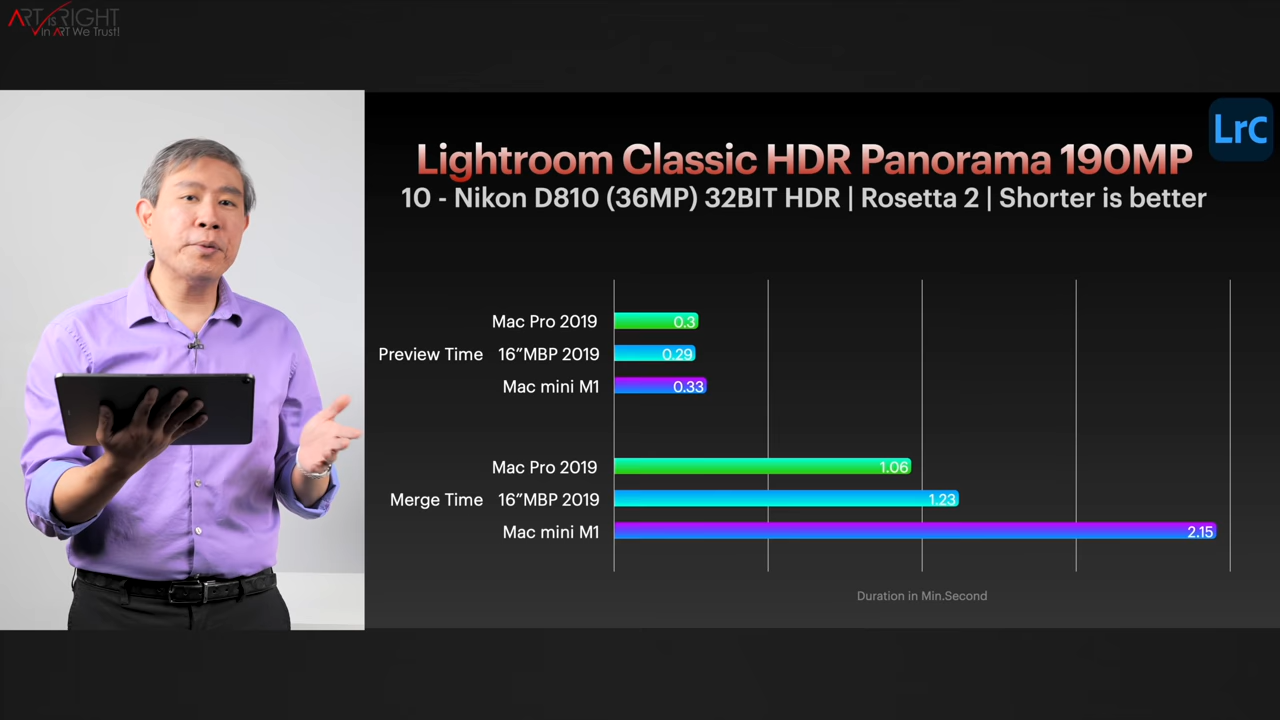 ART is RIGHT
In ART We Trust!
LrC
Lightroom Classic HDR Panorama 190MP
10 - Nikon D810 (36MP) 32BIT HDR | Rosetta 2 | Shorter is better
Mac Pro 2019 0.3
Preview Time 16″MBP 2019 0.29
Mac mini M1 0.33
Mac Pro 2019 1.06
Merge Time 16″MBP 2019 1.23
Mac mini M1 2.15
Duration in Min.Second